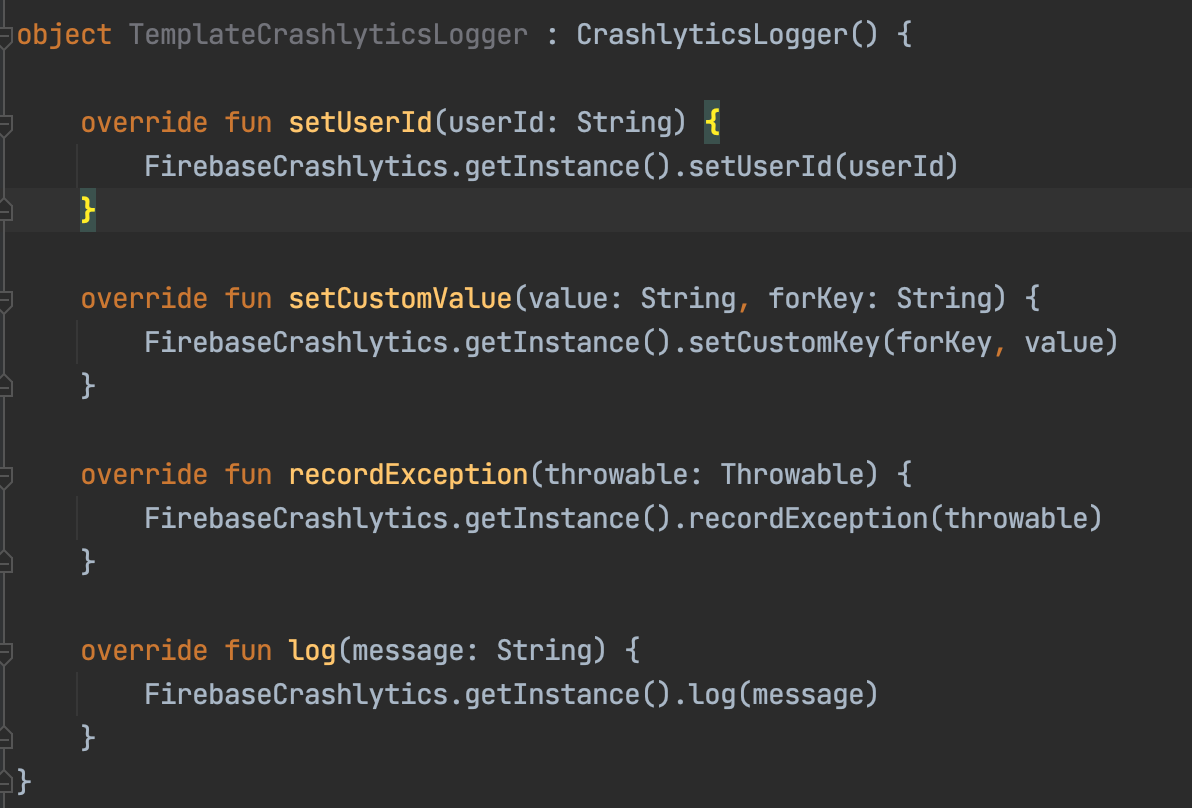 object TemplateCrashlyticsLogger : CrashlyticsLogger() {
override fun setUserId(userId: String) {
FirebaseCrashlytics.getInstance().setUserId(userId)
}
override fun setCustomValue(value: String, forKey: String) {
FirebaseCrashlytics.getInstance().setCustomKey(forKey, value)
}
override fun recordException(throwable: Throwable) {
FirebaseCrashlytics.getInstance().recordException(throwable)
}
override fun log(message: String) {
FirebaseCrashlytics.getInstance().log(message)
}
}